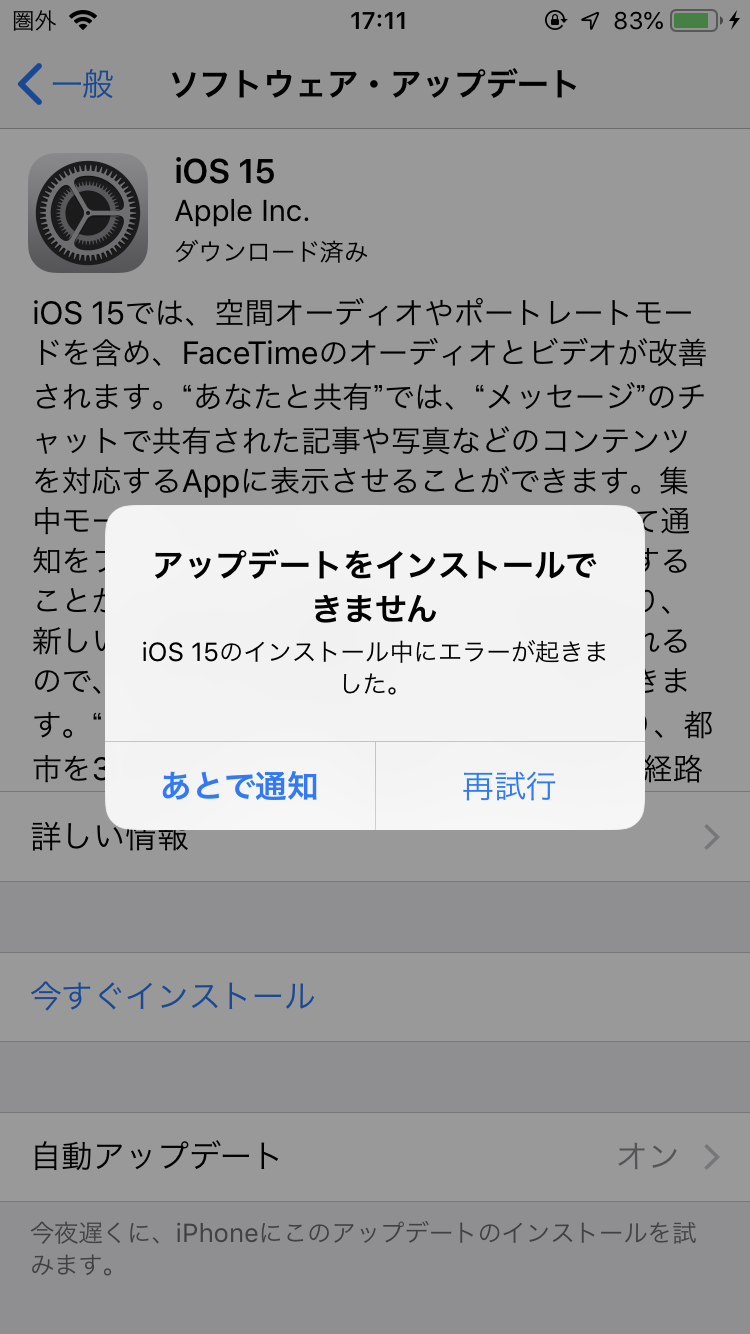 圏外 17:11 83%
一般 ソフトウェア・アップデート
iOS 15
Apple Inc.
ダウンロード済み
iOS 15では、空間オーディオやポートレートモー
ドを含め、FaceTimeのオーディオとビデオが改善
されます。“あなたと共有”では、“メッセージ”のチ
ャットで共有された記事や写真などのコンテンツ
を対応するAppに表示させることができます。集
中モー て通
知を する
こと り、
新しい れる
ので、 きま
す。“ 、都
市を3 経路
アップデートをインストールで
きません
iOS 15のインストール中にエラーが起きま
した。
あとで通知 再試行
詳しい情報
今すぐインストール
自動アップデート オン
今夜遅くに、iPhoneにこのアップデートのインストールを試
みます。